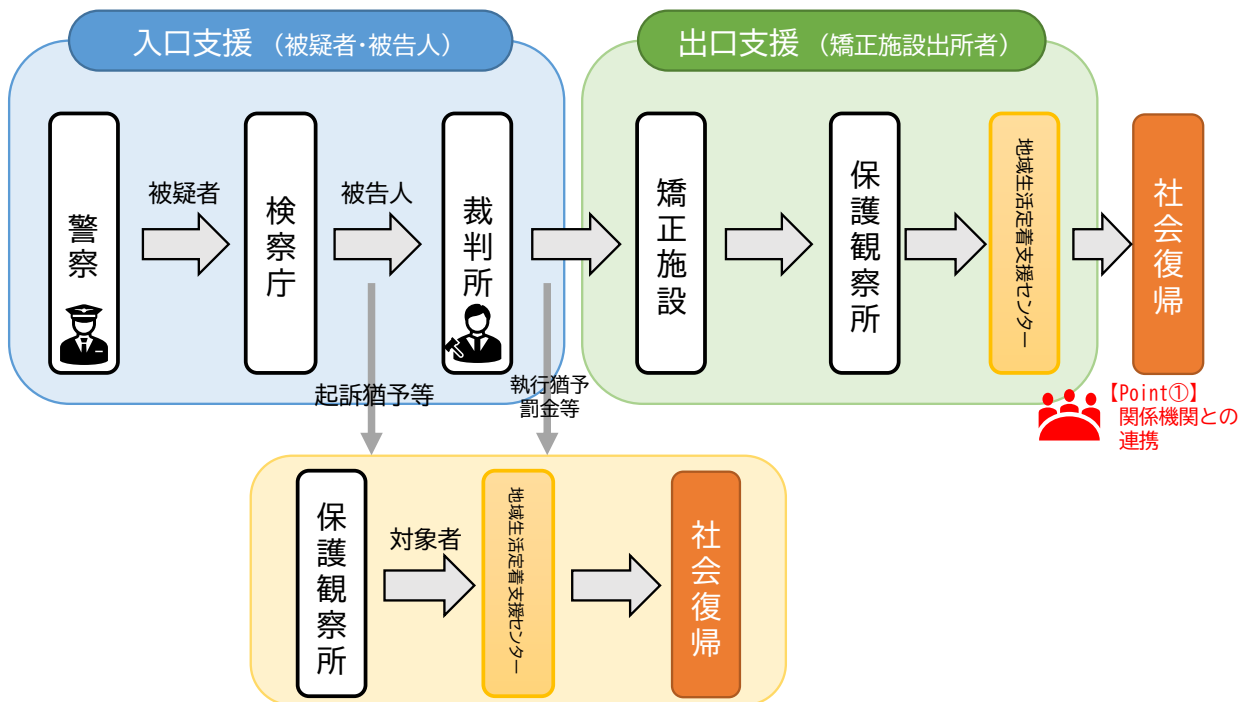 入口支援 （被疑者･被告人）
出口支援 （矯正施設出所者）
警察
被疑者
検察庁
被告人
裁判所
矯正施設
保護観察所
地域生活定着支援センター
社会復帰
起訴猶予等
執行猶予
罰金等
【Point①】
関係機関との
連携
保護観察所
対象者
地域生活定着支援センター
社会復帰